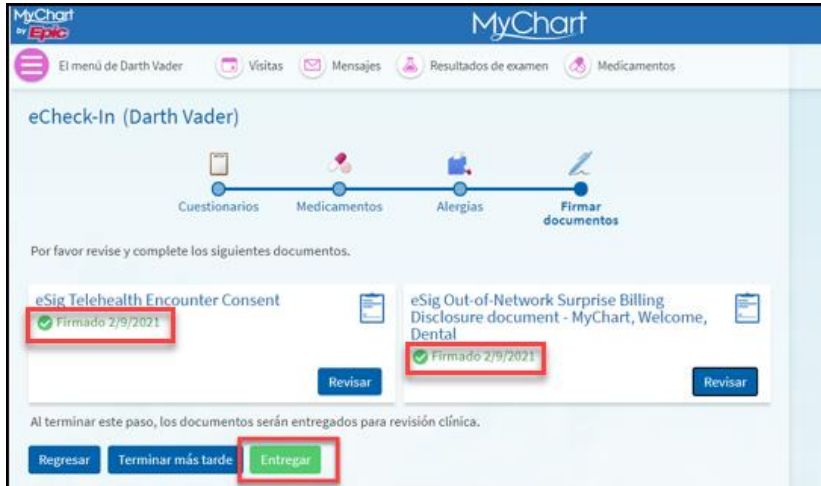 MyChart
by Epic
MyChart
El menú de Darth Vader
Visitas
Mensajes
Resultados de examen
Medicamentos
eCheck-In (Darth Vader)
Cuestionarios
Medicamentos
Alergias
Firmar
documentos
Por favor revise y complete los siguientes documentos.
eSig Telehealth Encounter Consent
Firmado 2/9/2021
Revisar
eSig Out-of-Network Surprise Billing
Disclosure document - MyChart, Welcome,
Dental
Firmado 2/9/2021
Revisar
Al terminar este paso, los documentos serán entregados para revisión clínica.
Regresar
Terminar más tarde
Entregar